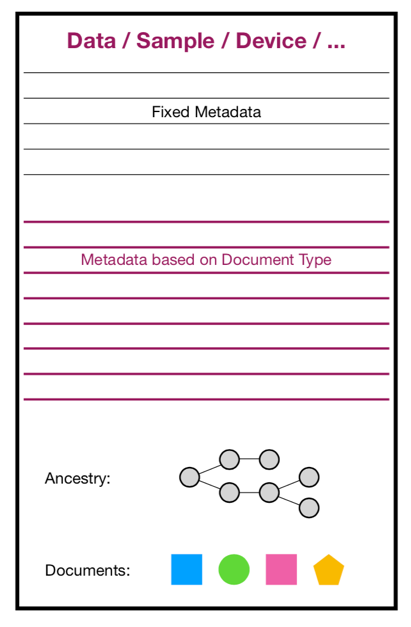 Data / Sample / Device / ...
Fixed Metadata
Metadata based on Document Type
Ancestry:
Documents: